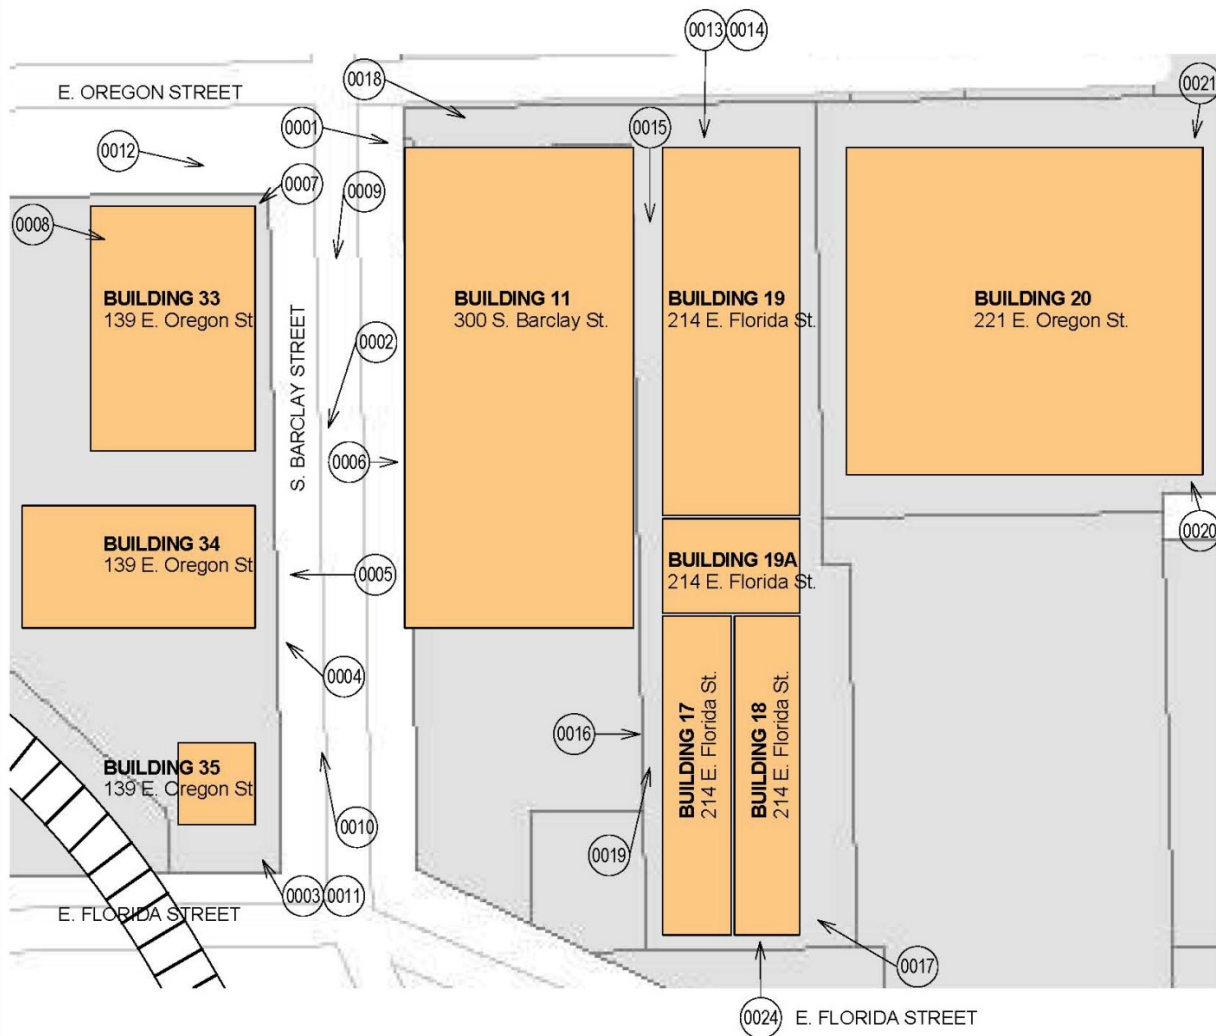 0013 0014
0018
0021
E. OREGON STREET
0001
0015
0012
0007
0009
0008
BUILDING 33
139 E. Oregon St
BUILDING 11
300 S. Barclay St.
BUILDING 19
214 E. Florida St.
BUILDING 20
221 E. Oregon St.
S. BARCLAY STREET
0002
0006
0020
BUILDING 34
139 E. Oregon St
BUILDING 19A
214 E. Florida St.
0005
0004
BUILDING 17
214 E. Florida St.
BUILDING 18
214 E. Florida St.
0016
BUILDING 35
139 E. Oregon St
0010
0019
0003 0011
E. FLORIDA STREET
0017
0024 E. FLORIDA STREET